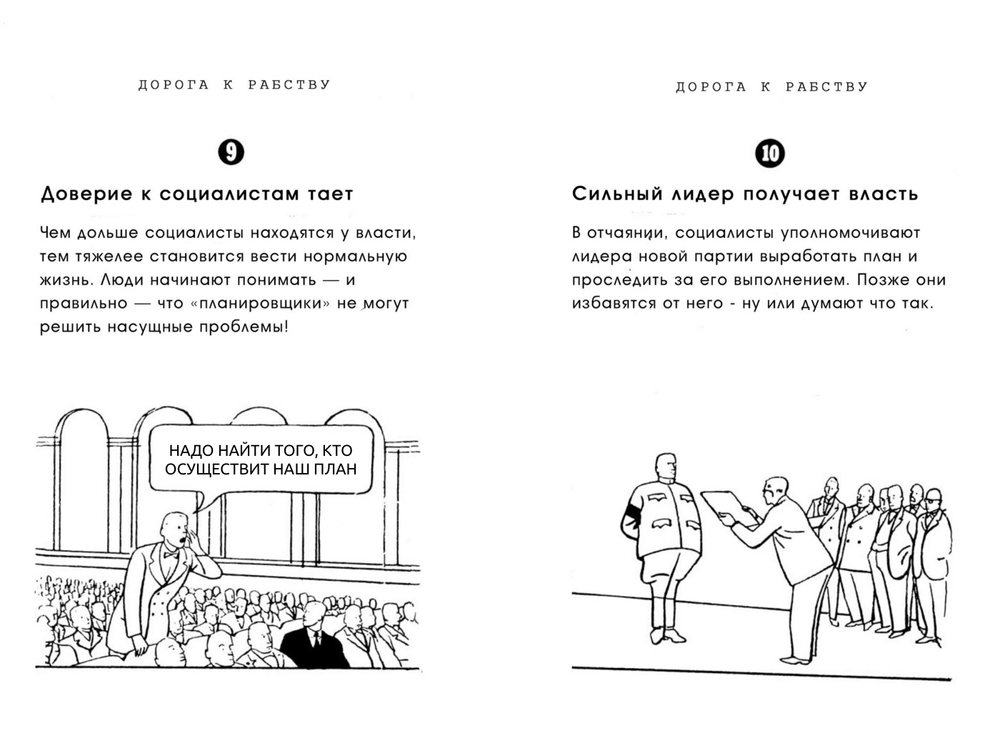 ДОРОГА К РАБСТВУ
9
Доверие к социалистам тает
Чем дольше социалисты находятся у власти,
тем тяжелее становится вести нормальную
жизнь. Люди начинают понимать — и
правильно — что «планировщики» не могут
решить насущные проблемы!
НАДО НАЙТИ ТОГО, КТО
ОСУЩЕСТВИТ НАШ ПЛАН
ДОРОГА К РАБСТВУ
10
Сильный лидер получает власть
В отчаянии, социалисты уполномочивают
лидера новой партии выработать план и
проследить за его выполнением. Позже они
избавятся от него - ну или думают что так.